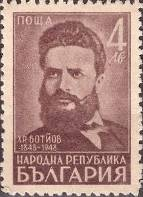 ПОЩА
4
ЛВ
ХР. БОТЙОВ
1848-1948
НАРОДНА РЕПУБЛИКА
БЪЛГАРИЯ